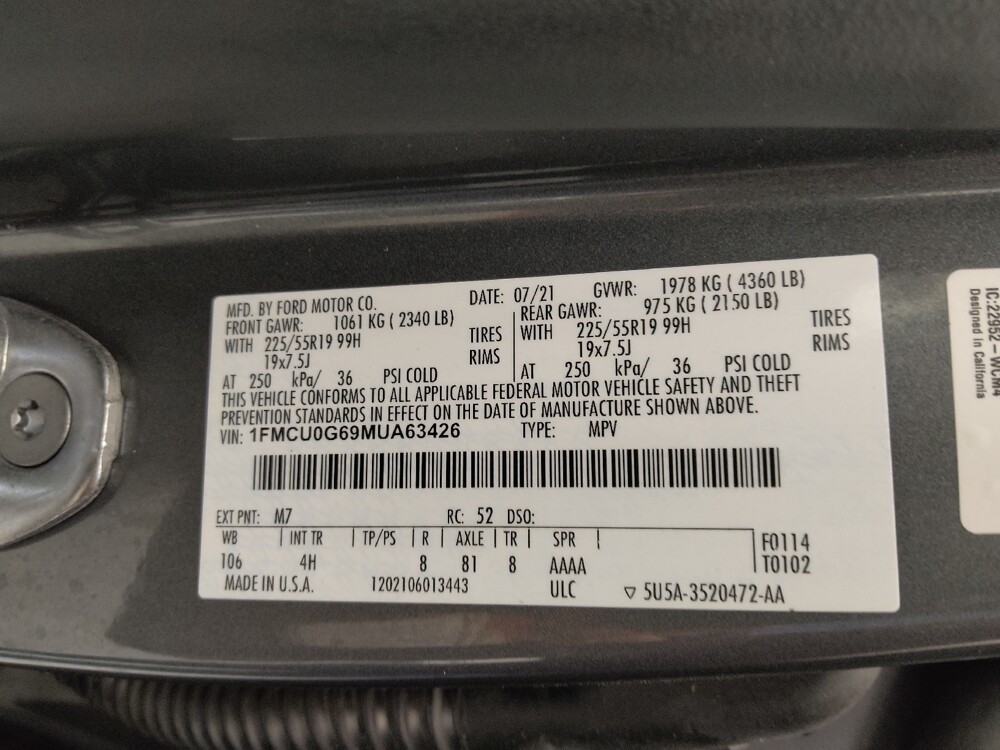 MFD. BY FORD MOTOR CO.
DATE: 07/21 GVWR: 1978 KG ( 4360 LB)
FRONT GAWR: 1061 KG ( 2340 LB)
WITH 225/55R19 99H TIRES
19x7.5J RIMS
AT 250 kPa/ 36 PSI COLD
REAR GAWR: 975 KG ( 2150 LB)
WITH 225/55R19 99H TIRES
19x7.5J RIMS
AT 250 kPa/ 36 PSI COLD
THIS VEHICLE CONFORMS TO ALL APPLICABLE FEDERAL MOTOR VEHICLE SAFETY AND THEFT
PREVENTION STANDARDS IN EFFECT ON THE DATE OF MANUFACTURE SHOWN ABOVE.
VIN: 1FMCU0G69MUA63426 TYPE: MPV
EXT PNT: M7 RC: 52 DSO:
WB INT TR TP/PS R AXLE TR SPR
106 4H 8 81 8 AAAA
F0114
T0102
MADE IN U.S.A. 1202106013443 ULC ▽ 5U5A-3520472-AA
IC:22952-WCM4
Designed in California